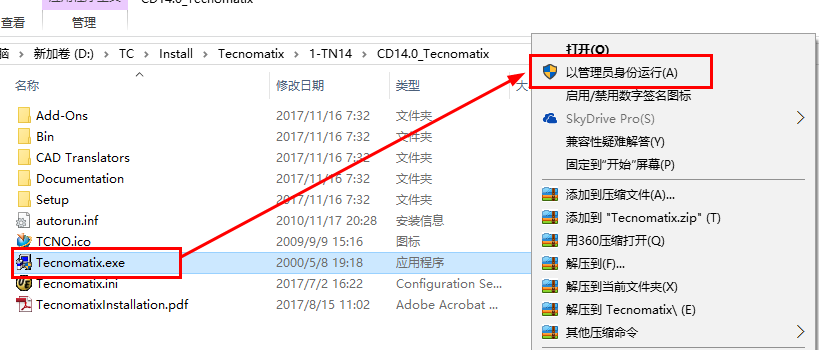 CD14.0_Tecnomatix
查看
管理
新加卷 (D:) > TC > Install > Tecnomatix > 1-TN14 > CD14.0_Tecnomatix
名称 修改日期 类型
Add-Ons 2017/11/16 7:32 文件夹
Bin 2017/11/16 7:32 文件夹
CAD Translators 2017/11/16 7:32 文件夹
Documentation 2017/11/16 7:32 文件夹
Setup 2017/11/16 7:32 文件夹
autorun.inf 2010/11/17 20:28 安装信息
TCNO.ico 2009/9/9 15:16 图标
Tecnomatix.exe 2000/5/8 19:18 应用程序
Tecnomatix.ini 2017/7/2 16:22 Configuration Se...
TecnomatixInstallation.pdf 2017/8/15 11:02 Adobe Acrobat ...
打开(O)
以管理员身份运行(A)
启用/禁用数字签名图标
SkyDrive Pro(S)
兼容性疑难解答(Y)
固定到"开始"屏幕(P)
添加到压缩文件(A)...
添加到 "Tecnomatix.zip" (T)
用360压缩打开(Q)
解压到(F)...
解压到当前文件夹(X)
解压到 Tecnomatix\ (E)
其他压缩命令